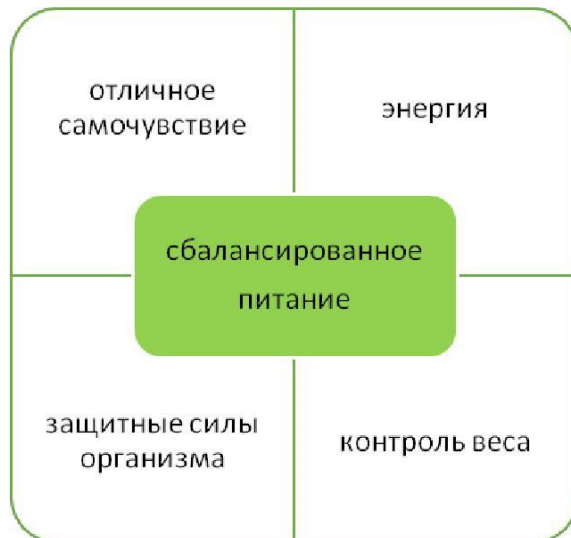 отличное
самочувствие
энергия
сбалансированное
питание
защитные силы
организма
контроль веса